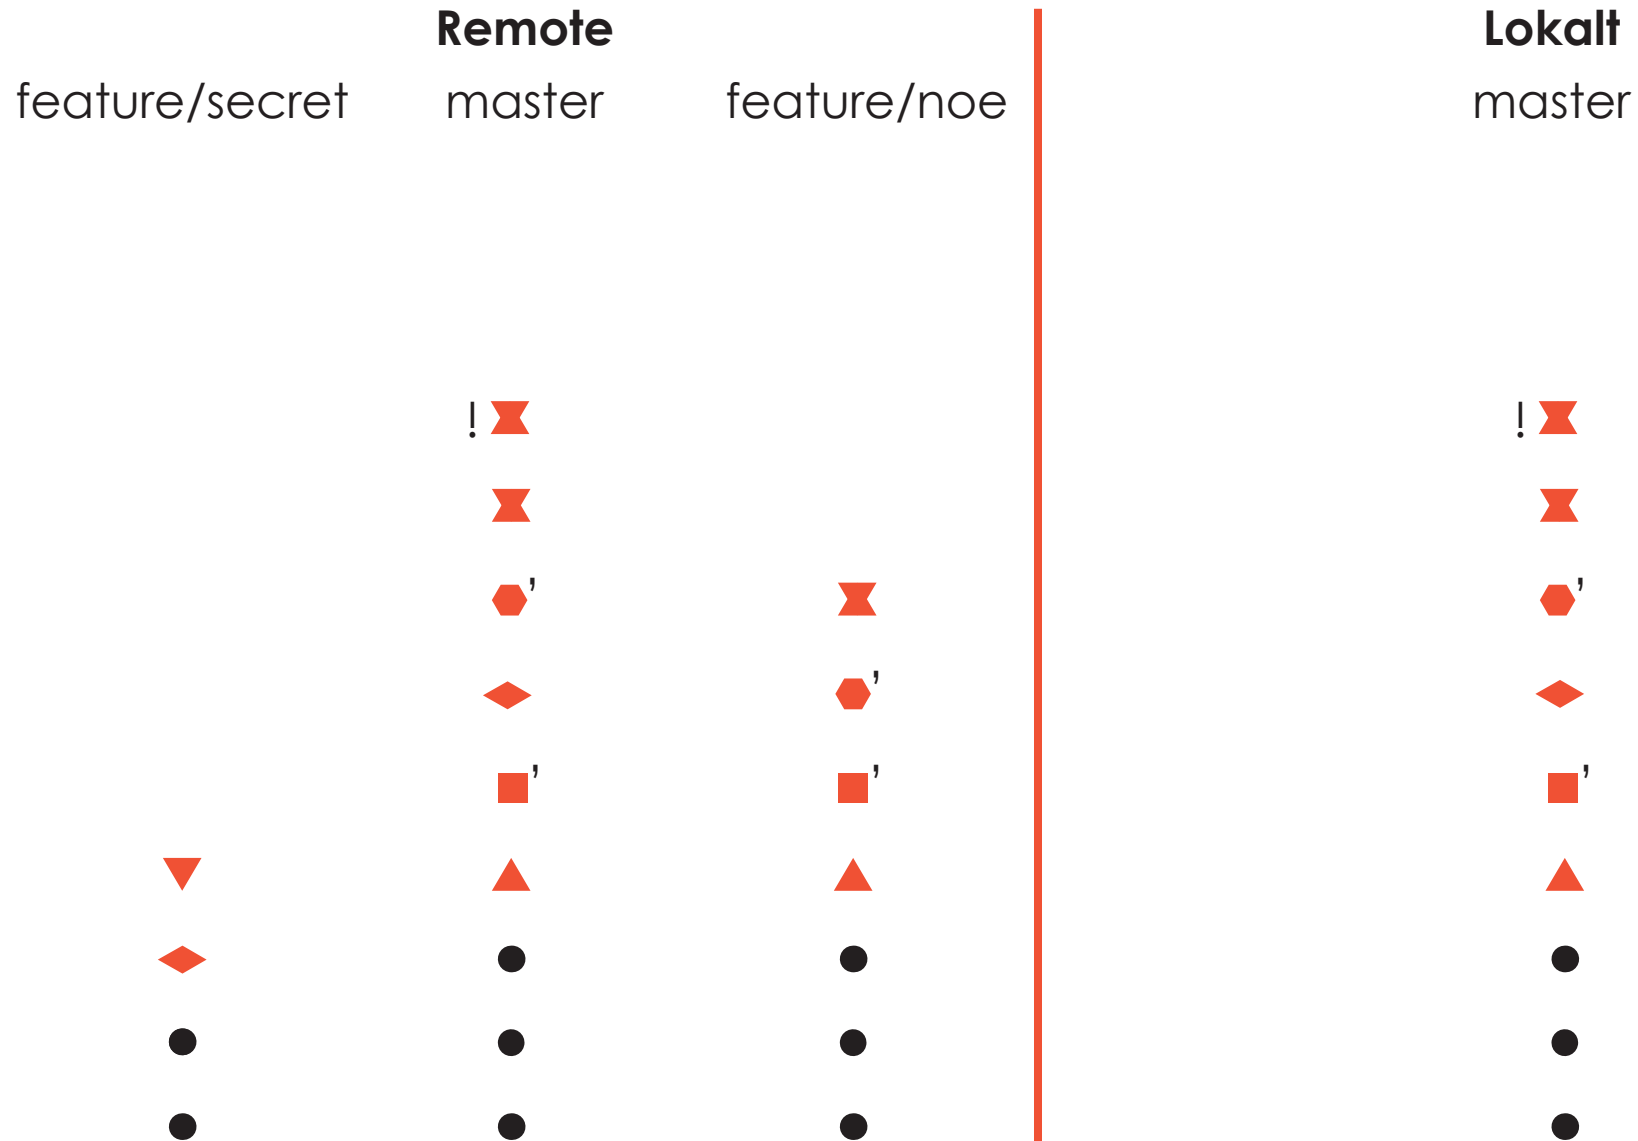 Remote Lokalt
feature/secret master feature/noe master
! !
' '
'
' ' '